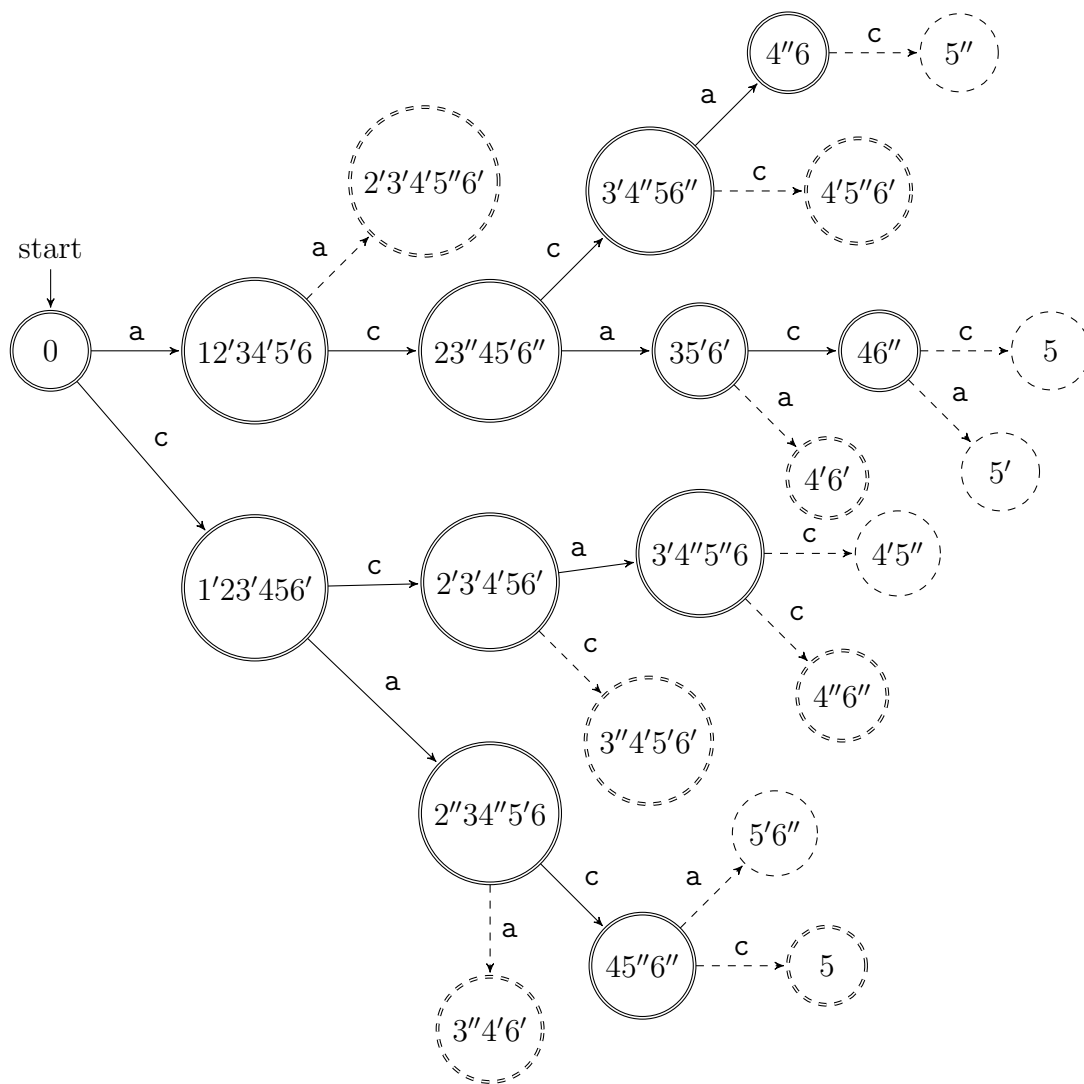 4″6
c
5″
a
2′3′4′5″6′
3′4″56″
c
4′5″6′
a
c
start
0
a
12′34′5′6
c
23″45′6″
a
35′6′
c
46″
c
5
a
a
4′6′
5′
c
1′23′456′
c
2′3′4′56′
a
3′4″5″6
c
4′5″
c
c
4″6″
a
3″4′5′6′
2″34″5′6
5′6″
c
a
a
45″6″
c
5
3″4′6′